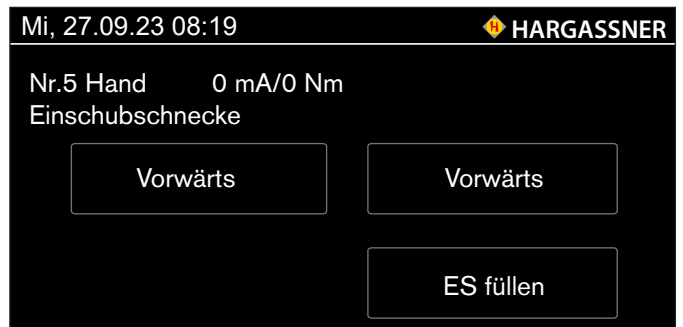 Mi, 27.09.23 08:19 HARGASSNER
Nr.5 Hand 0 mA/0 Nm
Einschubschnecke
Vorwärts Vorwärts
ES füllen